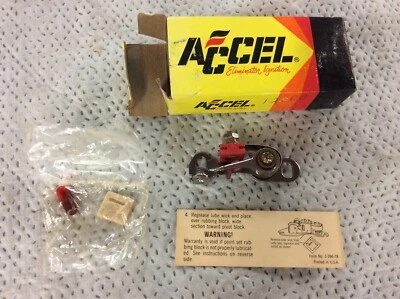 ACCEL®
Eliminator Ignition
ACCEL
4. Regrease lube wick and place
over rubbing block, wide
section toward point block.
WARNING!
Warranty is void if point set rub-
bing block is not properly lubricat-
ed. See instructions on reverse
side.
Printed in U.S.A.